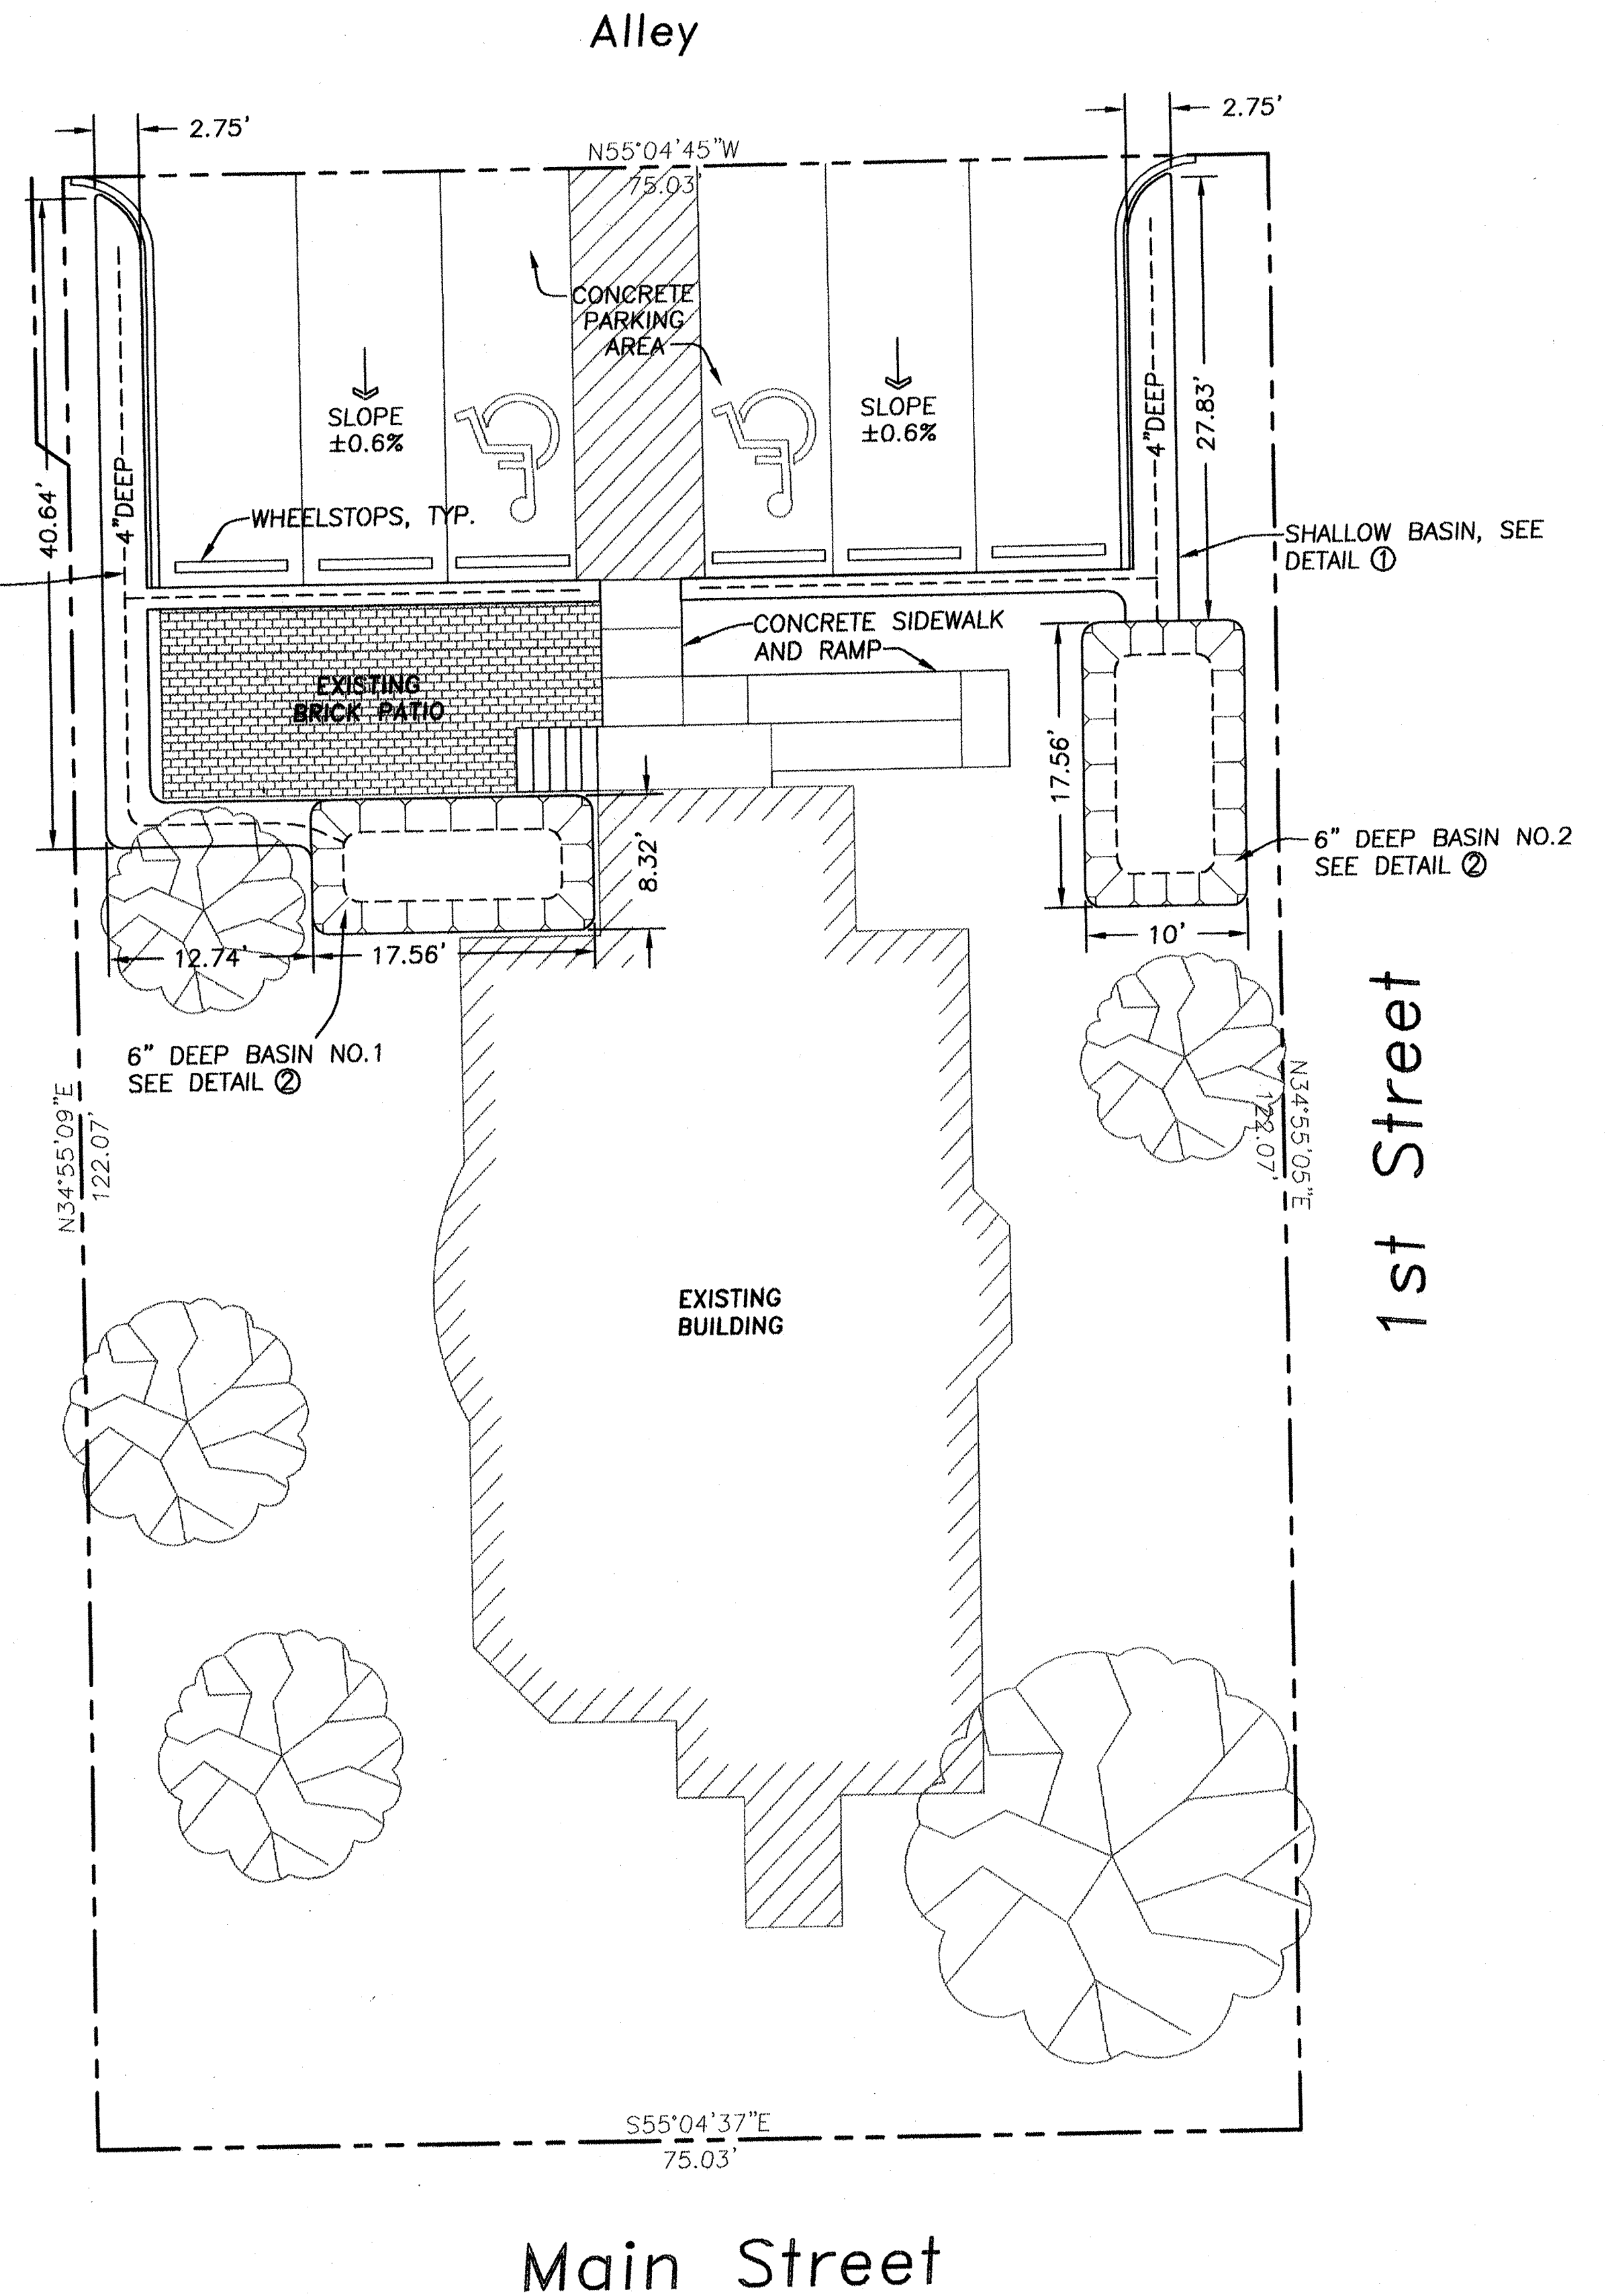 Alley
2.75'
2.75'
N55°04'45"W
75.03'
CONCRETE
PARKING
AREA
SLOPE
±0.6%
SLOPE
±0.6%
4"DEEP
4"DEEP
27.83'
40.64'
WHEELSTOPS, TYP.
SHALLOW BASIN, SEE
DETAIL ①
CONCRETE SIDEWALK
AND RAMP
EXISTING
BRICK PATIO
17.56'
8.32'
6" DEEP BASIN NO.2
SEE DETAIL ②
10'
12.74'
17.56'
6" DEEP BASIN NO.1
SEE DETAIL ②
N34°55'09"E
122.07'
N34°55'05"E
122.07'
1st Street
EXISTING
BUILDING
S55°04'37"E
75.03'
Main Street